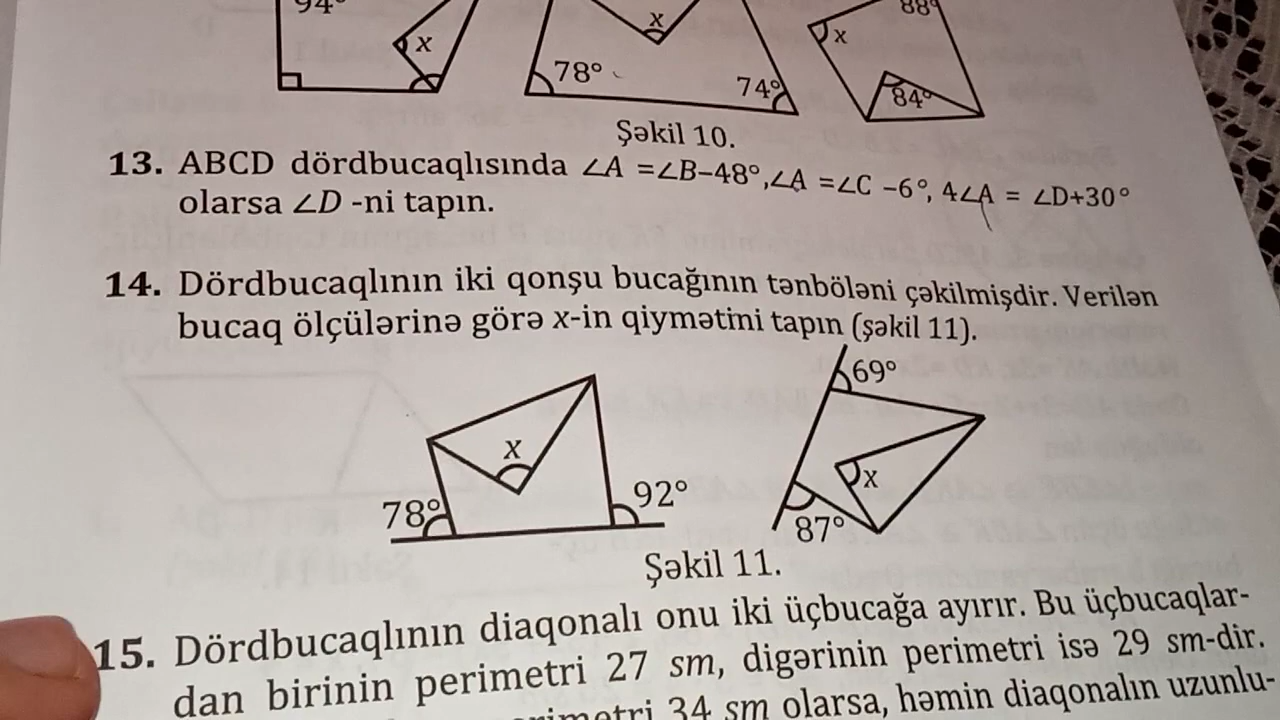 94°
x
x
78°
74°
88°
x
84°
Şəkil 10.
13. ABCD dördbucaqlısında ∠A =∠B–48°,∠A =∠C –6°, 4∠A = ∠D+30°
olarsa ∠D -ni tapın.
14. Dördbucaqlının iki qonşu bucağının tənböləni çəkilmişdir. Verilən
bucaq ölçülərinə görə x-in qiymətini tapın (şəkil 11).
69°
x
x
78°
92°
87°
Şəkil 11.
15. Dördbucaqlının diaqonalı onu iki üçbucağa ayırır. Bu üçbucaqlar-
dan birinin perimetri 27 sm, digərinin perimetri isə 29 sm-dir.
34 sm olarsa, həmin diaqonalın uzunlu-